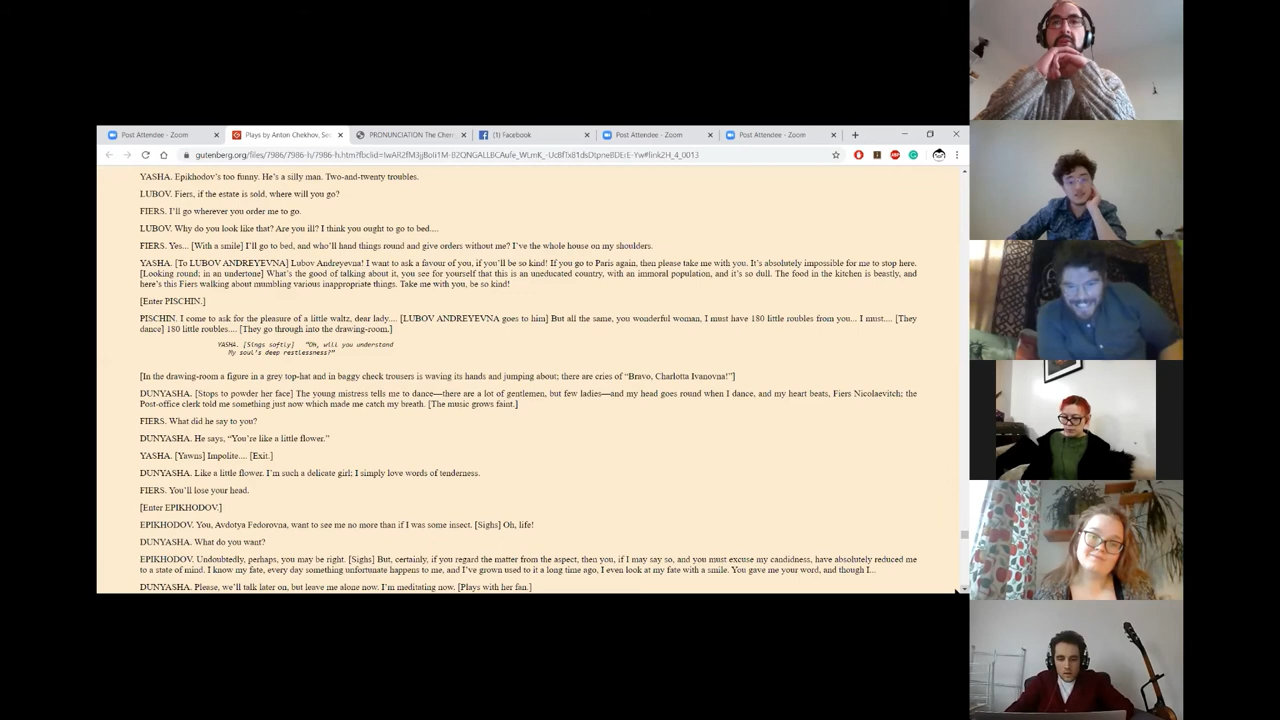 Post Attendee - Zoom
Plays by Anton Chekhov, Sec
PRONUNCIATION The Cherr
(1) Facebook
Post Attendee - Zoom
Post Attendee - Zoom
YASHA. Epikhodov's too funny. He's a silly man. Two-and-twenty troubles.
LUBOV. Fiers, if the estate is sold, where will you go?
FIERS. I'll go wherever you order me to go.
LUBOV. Why do you look like that? Are you ill? I think you ought to go to bed....
FIERS. Yes... [With a smile] I'll go to bed, and who'll hand things round and give orders without me? I've the whole house on my shoulders.
YASHA. [To LUBOV ANDREYEVNA] Lubov Andreyevna! I want to ask a favour of you, if you'll be so kind! If you go to Paris again, then please take me with you. It's absolutely impossible for me to stop here.
[Looking round; in an undertone] What's the good of talking about it, you see for yourself that this is an uneducated country, with an immoral population, and it's so dull. The food in the kitchen is beastly, and
here's this Fiers walking about mumbling various inappropriate things. Take me with you, be so kind!
[Enter PISCHIN.]
PISCHIN. I come to ask for the pleasure of a little waltz, dear lady.... [LUBOV ANDREYEVNA goes to him] But all the same, you wonderful woman, I must have 180 little roubles from you... I must.... [They
dance] 180 little roubles.... [They go through into the drawing-room.]
YASHA. [Sings softly] "Oh, will you understand
My soul's deep restlessness?"
[In the drawing-room a figure in a grey top-hat and in baggy check trousers is waving its hands and jumping about; there are cries of "Bravo, Charlotta Ivanovna!"]
DUNYASHA. [Stops to powder her face] The young mistress tells me to dance—there are a lot of gentlemen, but few ladies—and my head goes round when I dance, and my heart beats, Fiers Nicolaevitch; the
Post-office clerk told me something just now which made me catch my breath. [The music grows faint.]
FIERS. What did he say to you?
DUNYASHA. He says, "You're like a little flower."
YASHA. [Yawns] Impolite.... [Exit.]
DUNYASHA. Like a little flower. I'm such a delicate girl; I simply love words of tenderness.
FIERS. You'll lose your head.
[Enter EPIKHODOV.]
EPIKHODOV. You, Avdotya Fedorovna, want to see me no more than if I was some insect. [Sighs] Oh, life!
DUNYASHA. What do you want?
EPIKHODOV. Undoubtedly, perhaps, you may be right. [Sighs] But, certainly, if you regard the matter from the aspect, then you, if I may say so, and you must excuse my candidness, have absolutely reduced me
to a state of mind. I know my fate, every day something unfortunate happens to me, and I've grown used to it a long time ago, I even look at my fate with a smile. You gave me your word, and though I...
DUNYASHA. Please, we'll talk later on, but leave me alone now. I'm meditating now. [Plays with her fan.]